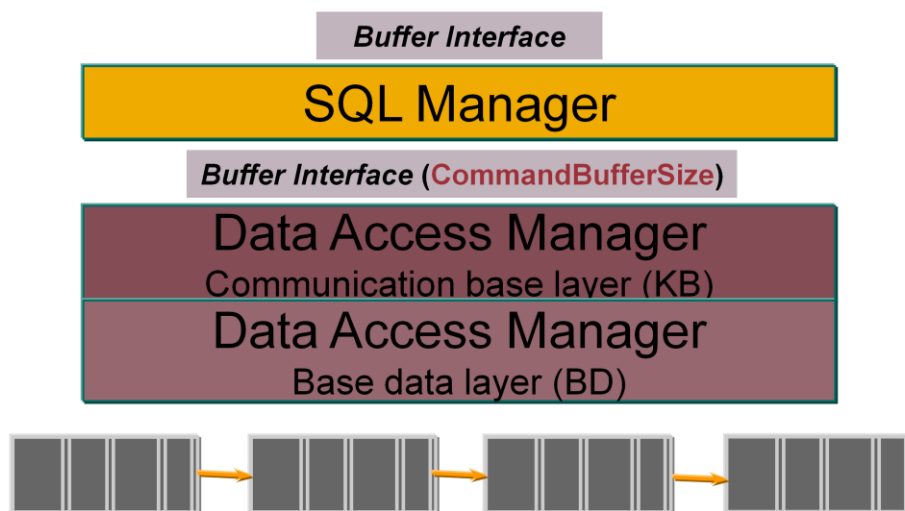 Buffer Interface
SQL Manager
Buffer Interface (CommandBufferSize)
Data Access Manager
Communication base layer (KB)
Data Access Manager
Base data layer (BD)